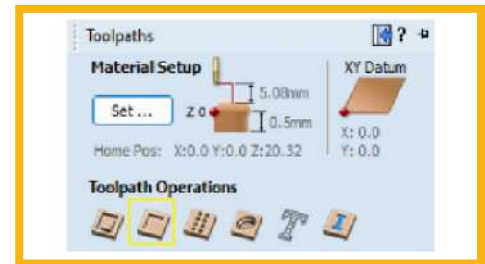 Toolpaths ?
Material Setup XY Datum
5.08mm
Set ... Z 0
0.5mm
X: 0.0
Home Pos: X:0.0 Y:0.0 Z:20.32 Y: 0.0
Toolpath Operations
T I